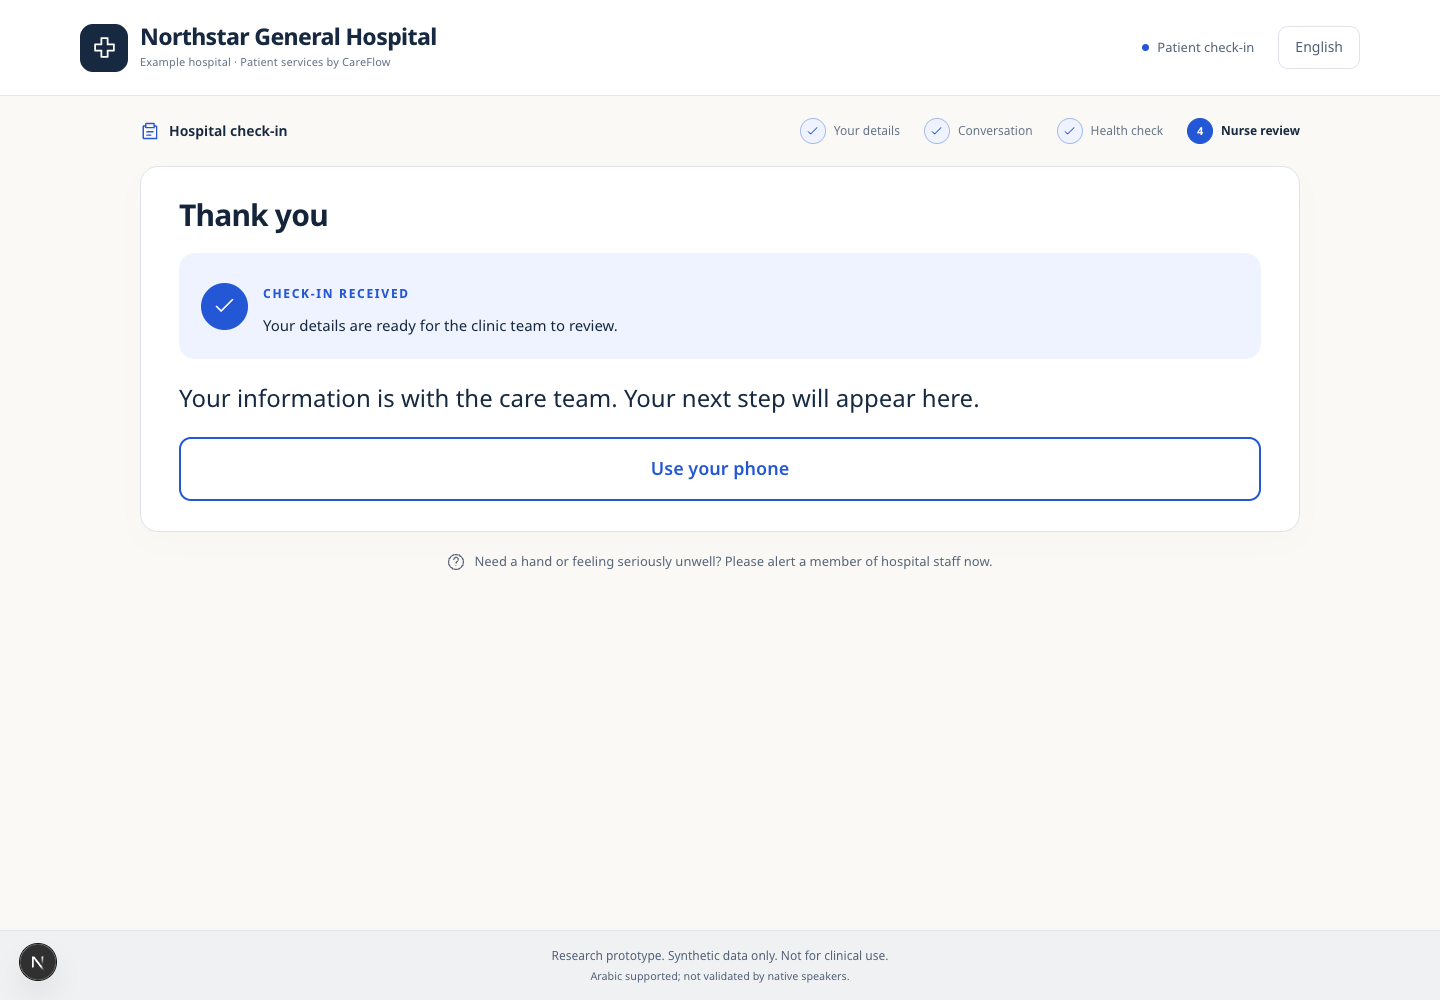 Northstar General Hospital
Example hospital · Patient services by CareFlow
Patient check-in
English
Hospital check-in
Your details
Conversation
Health check
4
Nurse review
Thank you
CHECK-IN RECEIVED
Your details are ready for the clinic team to review.
Your information is with the care team. Your next step will appear here.
Use your phone
Need a hand or feeling seriously unwell? Please alert a member of hospital staff now.
Research prototype. Synthetic data only. Not for clinical use.
Arabic supported; not validated by native speakers.
N